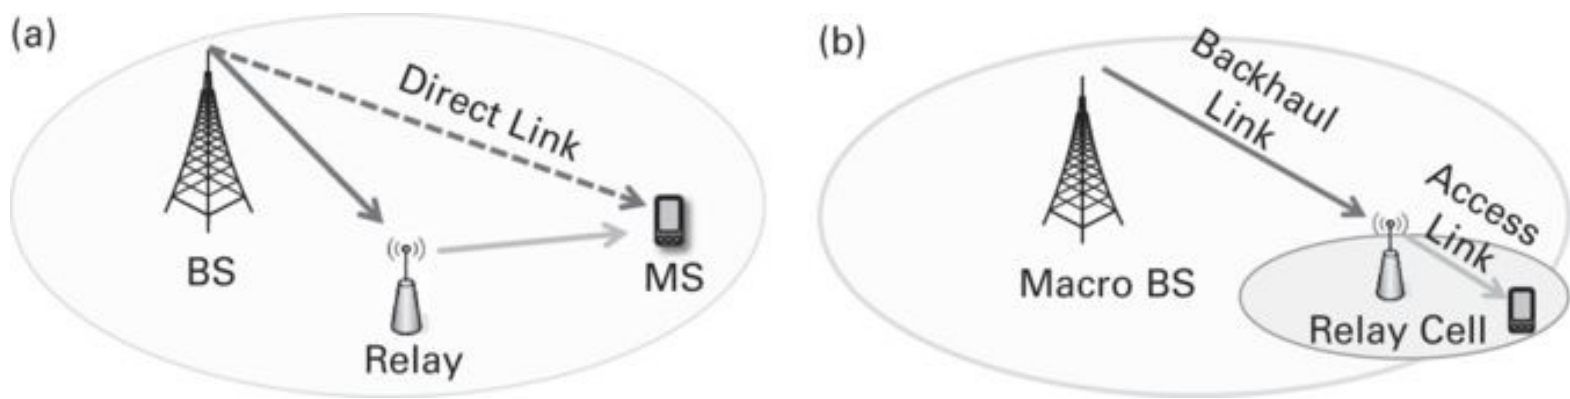 (a)
Direct Link
BS
MS
Relay
(b)
Backhaul
Link
Access
Link
Macro BS
Relay Cell